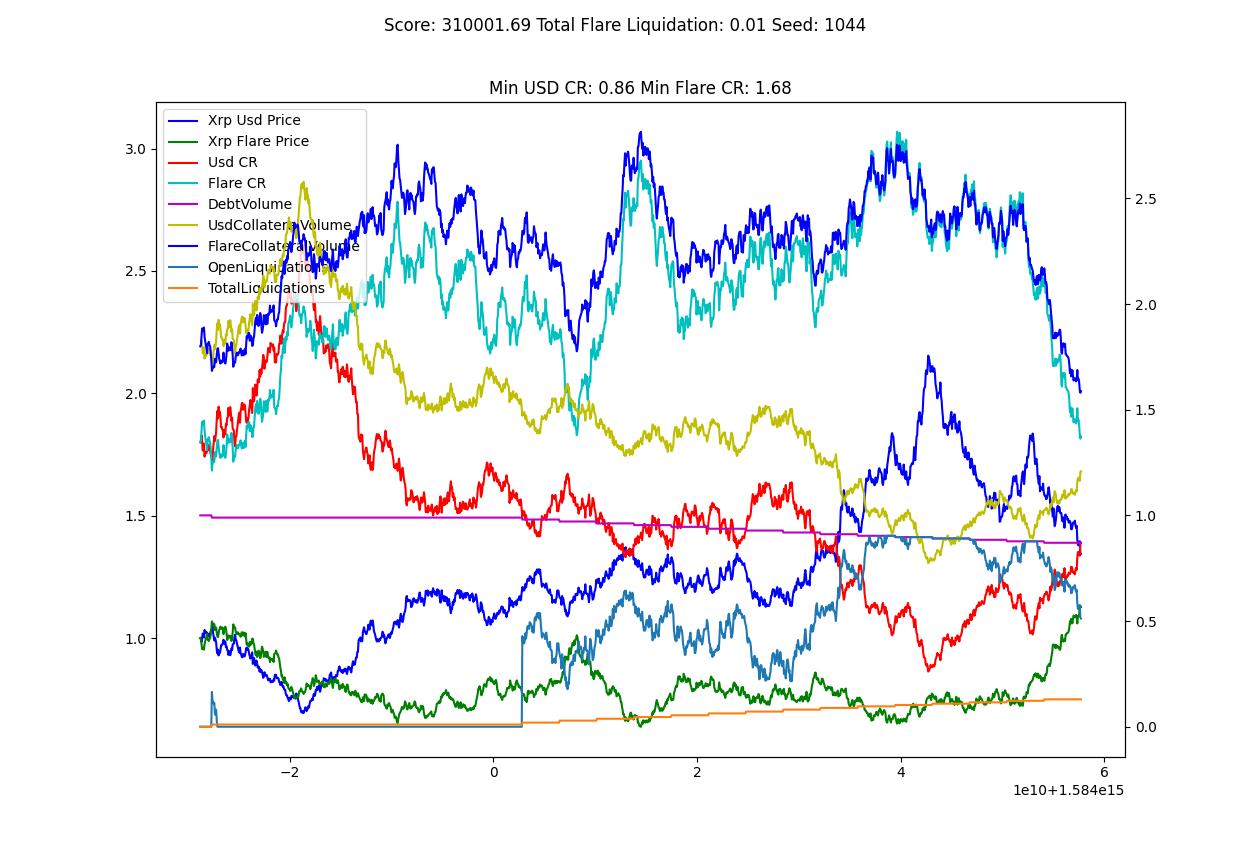 Score: 310001.69 Total Flare Liquidation: 0.01 Seed: 1044
Min USD CR: 0.86 Min Flare CR: 1.68
Xrp Usd Price
Xrp Flare Price
Usd CR
Flare CR
DebtVolume
UsdCollateralVolume
FlareCollateralVolume
OpenLiquidations
TotalLiquidations
3.0
2.5
2.0
1.5
1.0
2.5
2.0
1.5
1.0
0.5
0.0
−2
0
2
4
6
1e10+1.584e15